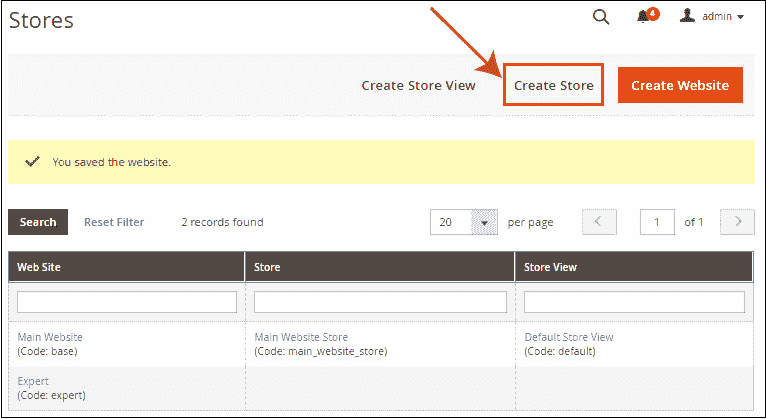 Stores
4
admin
Create Store View
Create Store
Create Website
You saved the website.
Search
Reset Filter
2 records found
20
per page
1
of 1
Web Site
Store
Store View
Main Website
(Code: base)
Main Website Store
(Code: main_website_store)
Default Store View
(Code: default)
Expert
(Code: expert)